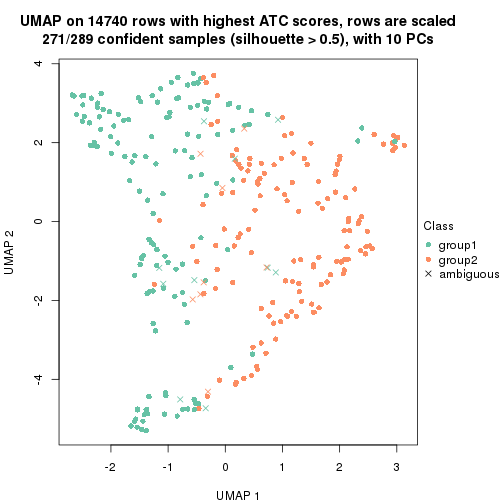 UMAP on 14740 rows with highest ATC scores, rows are scaled
271/289 confident samples (silhouette > 0.5), with 10 PCs
4
2
0
-2
-4
UMAP 2
-2
-1
0
1
2
3
UMAP 1
Class
group1
group2
ambiguous